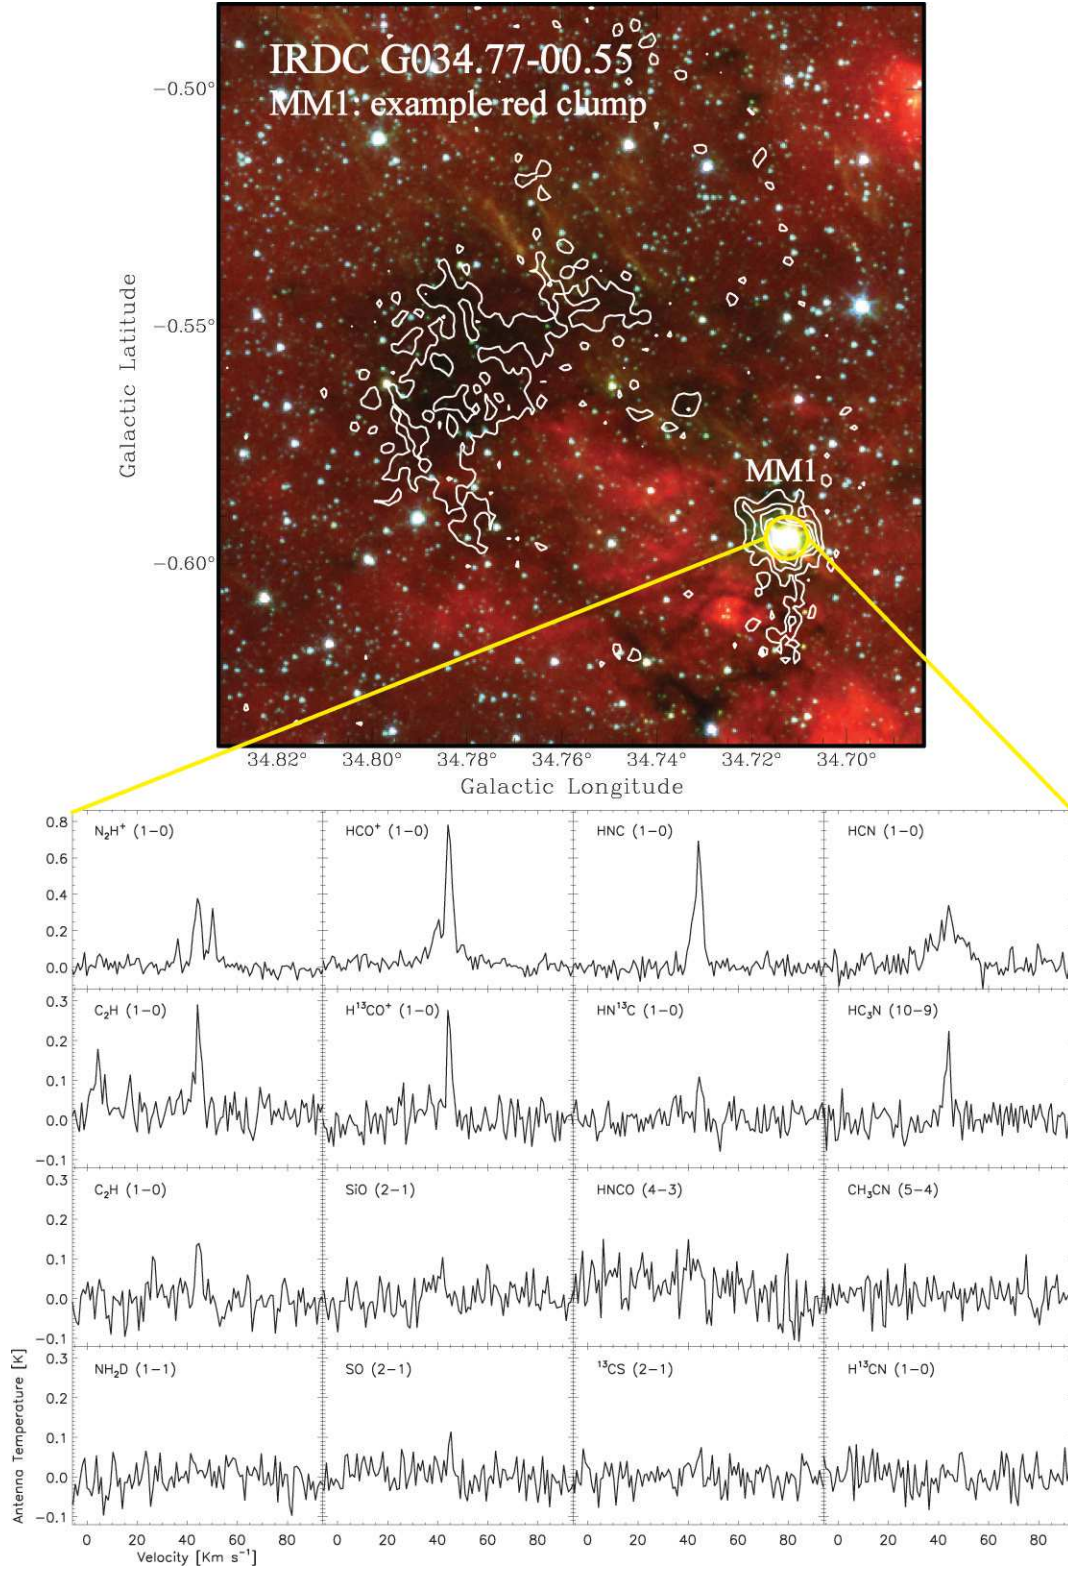 IRDC G034.77-00.55
MM1: example red clump
−0.50°
−0.55°
−0.60°
Galactic Latitude
MM1
34.82° 34.80° 34.78° 34.76° 34.74° 34.72° 34.70°
Galactic Longitude
N₂H⁺ (1−0) HCO⁺ (1−0) HNC (1−0) HCN (1−0)
0.8
0.6
0.4
0.2
0.0
C₂H (1−0) H¹³CO⁺ (1−0) HN¹³C (1−0) HC₃N (10−9)
0.3
0.2
0.1
0.0
−0.1
C₂H (1−0) SiO (2−1) HNCO (4−3) CH₃CN (5−4)
0.3
0.2
0.1
0.0
−0.1
NH₂D (1−1) SO (2−1) ¹³CS (2−1) H¹³CN (1−0)
0.3
0.2
0.1
0.0
−0.1
Antenna Temperature [K]
0 20 40 60 80 0 20 40 60 80 0 20 40 60 80 0 20 40 60 80
Velocity [Km s⁻¹]